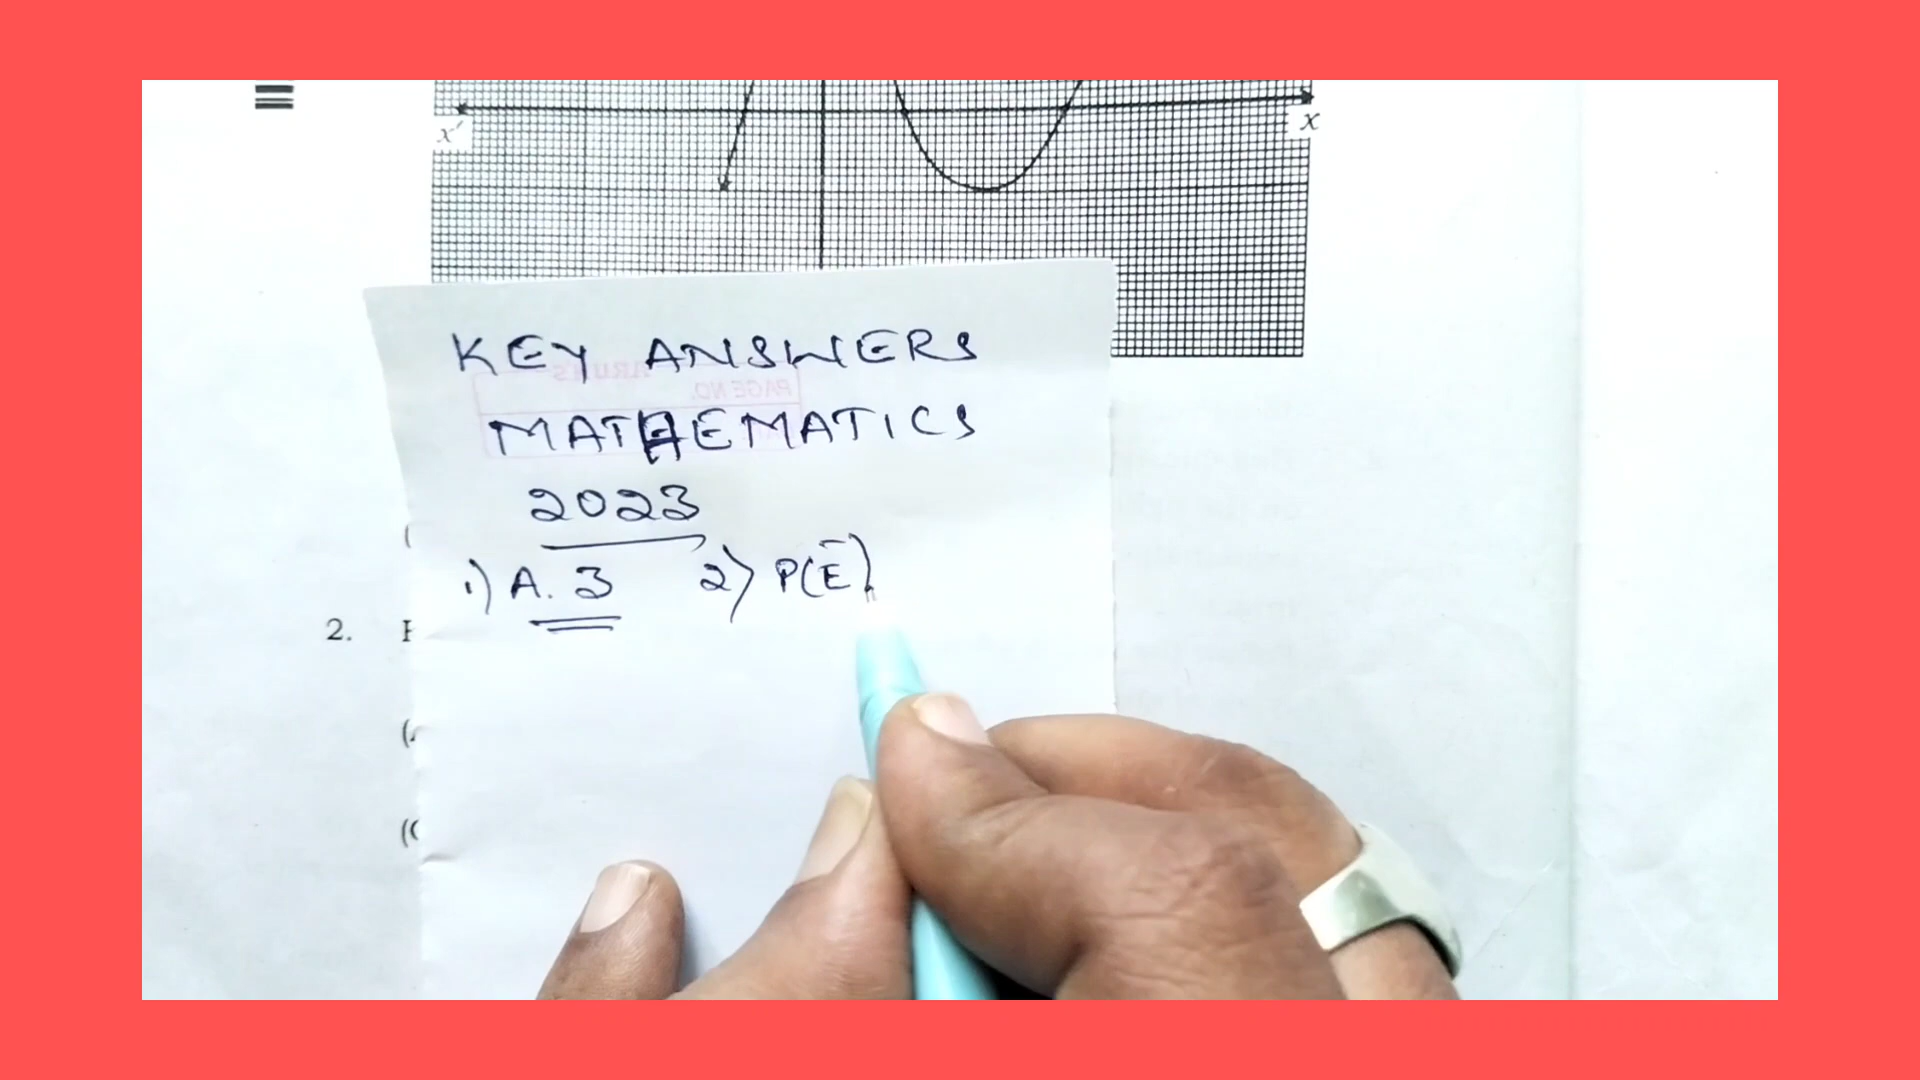 x′ x
KEY ANSWERS
MATHEMATICS
2023
1) A. 3 2) P(Ē)
2.